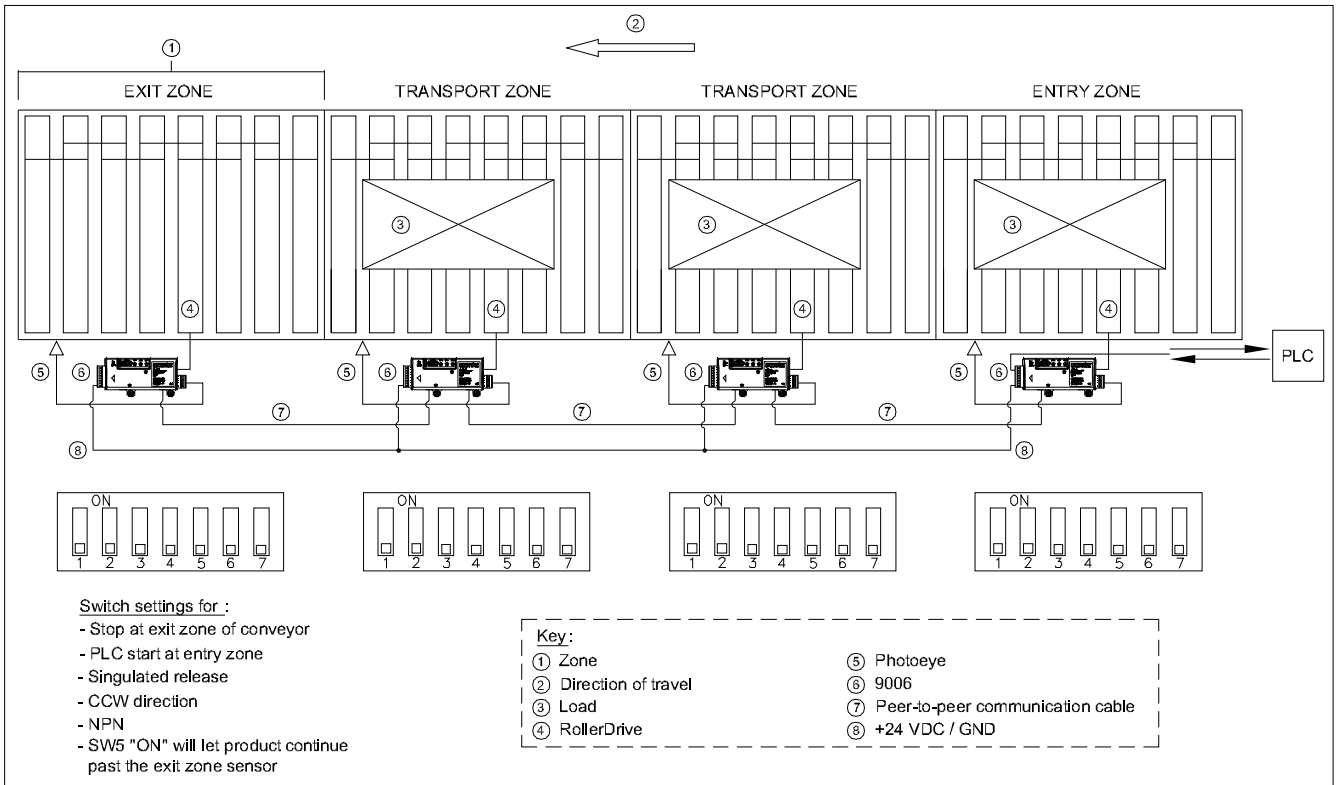 ②
①
EXIT ZONE TRANSPORT ZONE TRANSPORT ZONE ENTRY ZONE
③ ③ ③
④ ④ ④ ④
PLC
⑤ ⑥ ⑤ ⑥ ⑤ ⑥ ⑤ ⑥
⑦ ⑦ ⑦
⑧ ⑧
ON ON ON ON
1 2 3 4 5 6 7 1 2 3 4 5 6 7 1 2 3 4 5 6 7 1 2 3 4 5 6 7
Switch settings for :
- Stop at exit zone of conveyor
- PLC start at entry zone
- Singulated release
- CCW direction
- NPN
- SW5 "ON" will let product continue
past the exit zone sensor
Key:
① Zone
② Direction of travel
③ Load
④ RollerDrive
⑤ Photoeye
⑥ 9006
⑦ Peer-to-peer communication cable
⑧ +24 VDC / GND